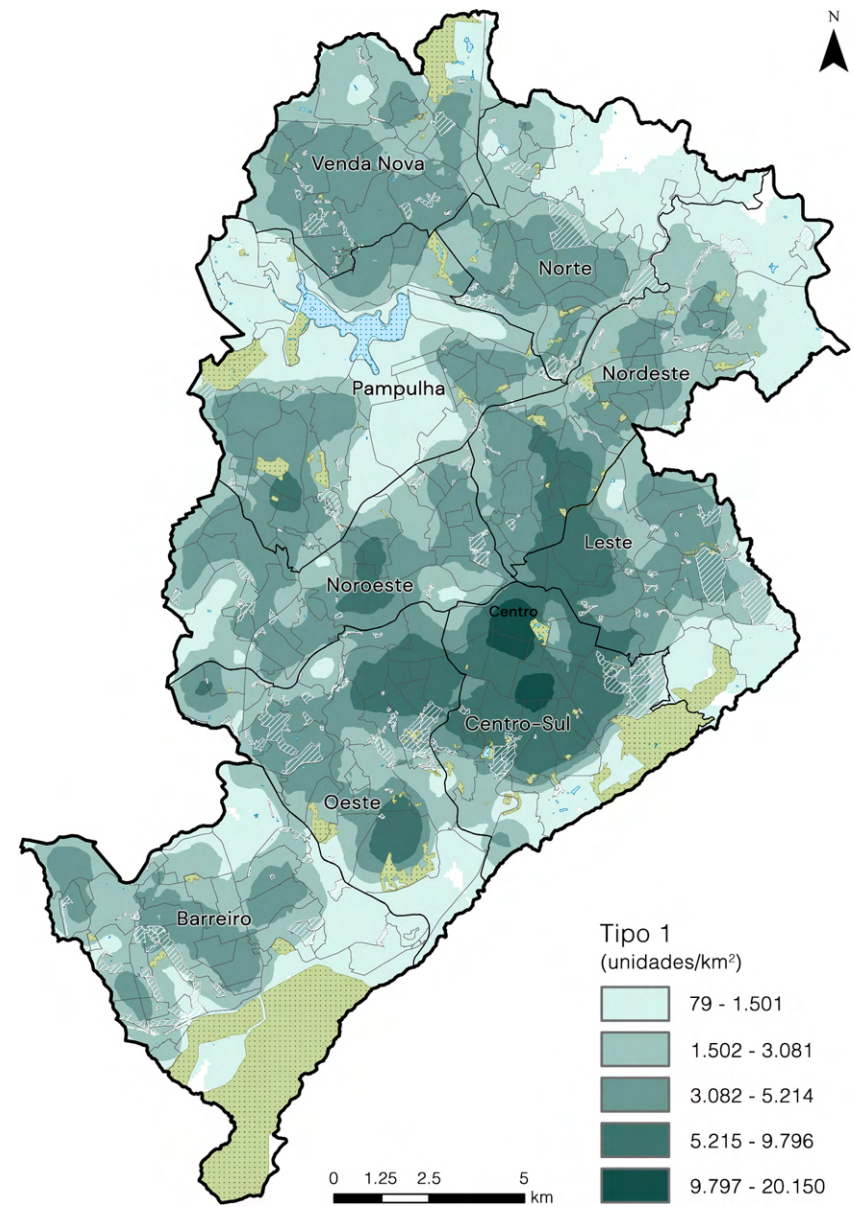 N
Venda Nova
Norte
Nordeste
Pampulha
Leste
Noroeste
Centro
Centro-Sul
Oeste
Barreiro
Tipo 1
(unidades/km²)
79 - 1.501
1.502 - 3.081
3.082 - 5.214
5.215 - 9.796
9.797 - 20.150
0 1.25 2.5 5
km